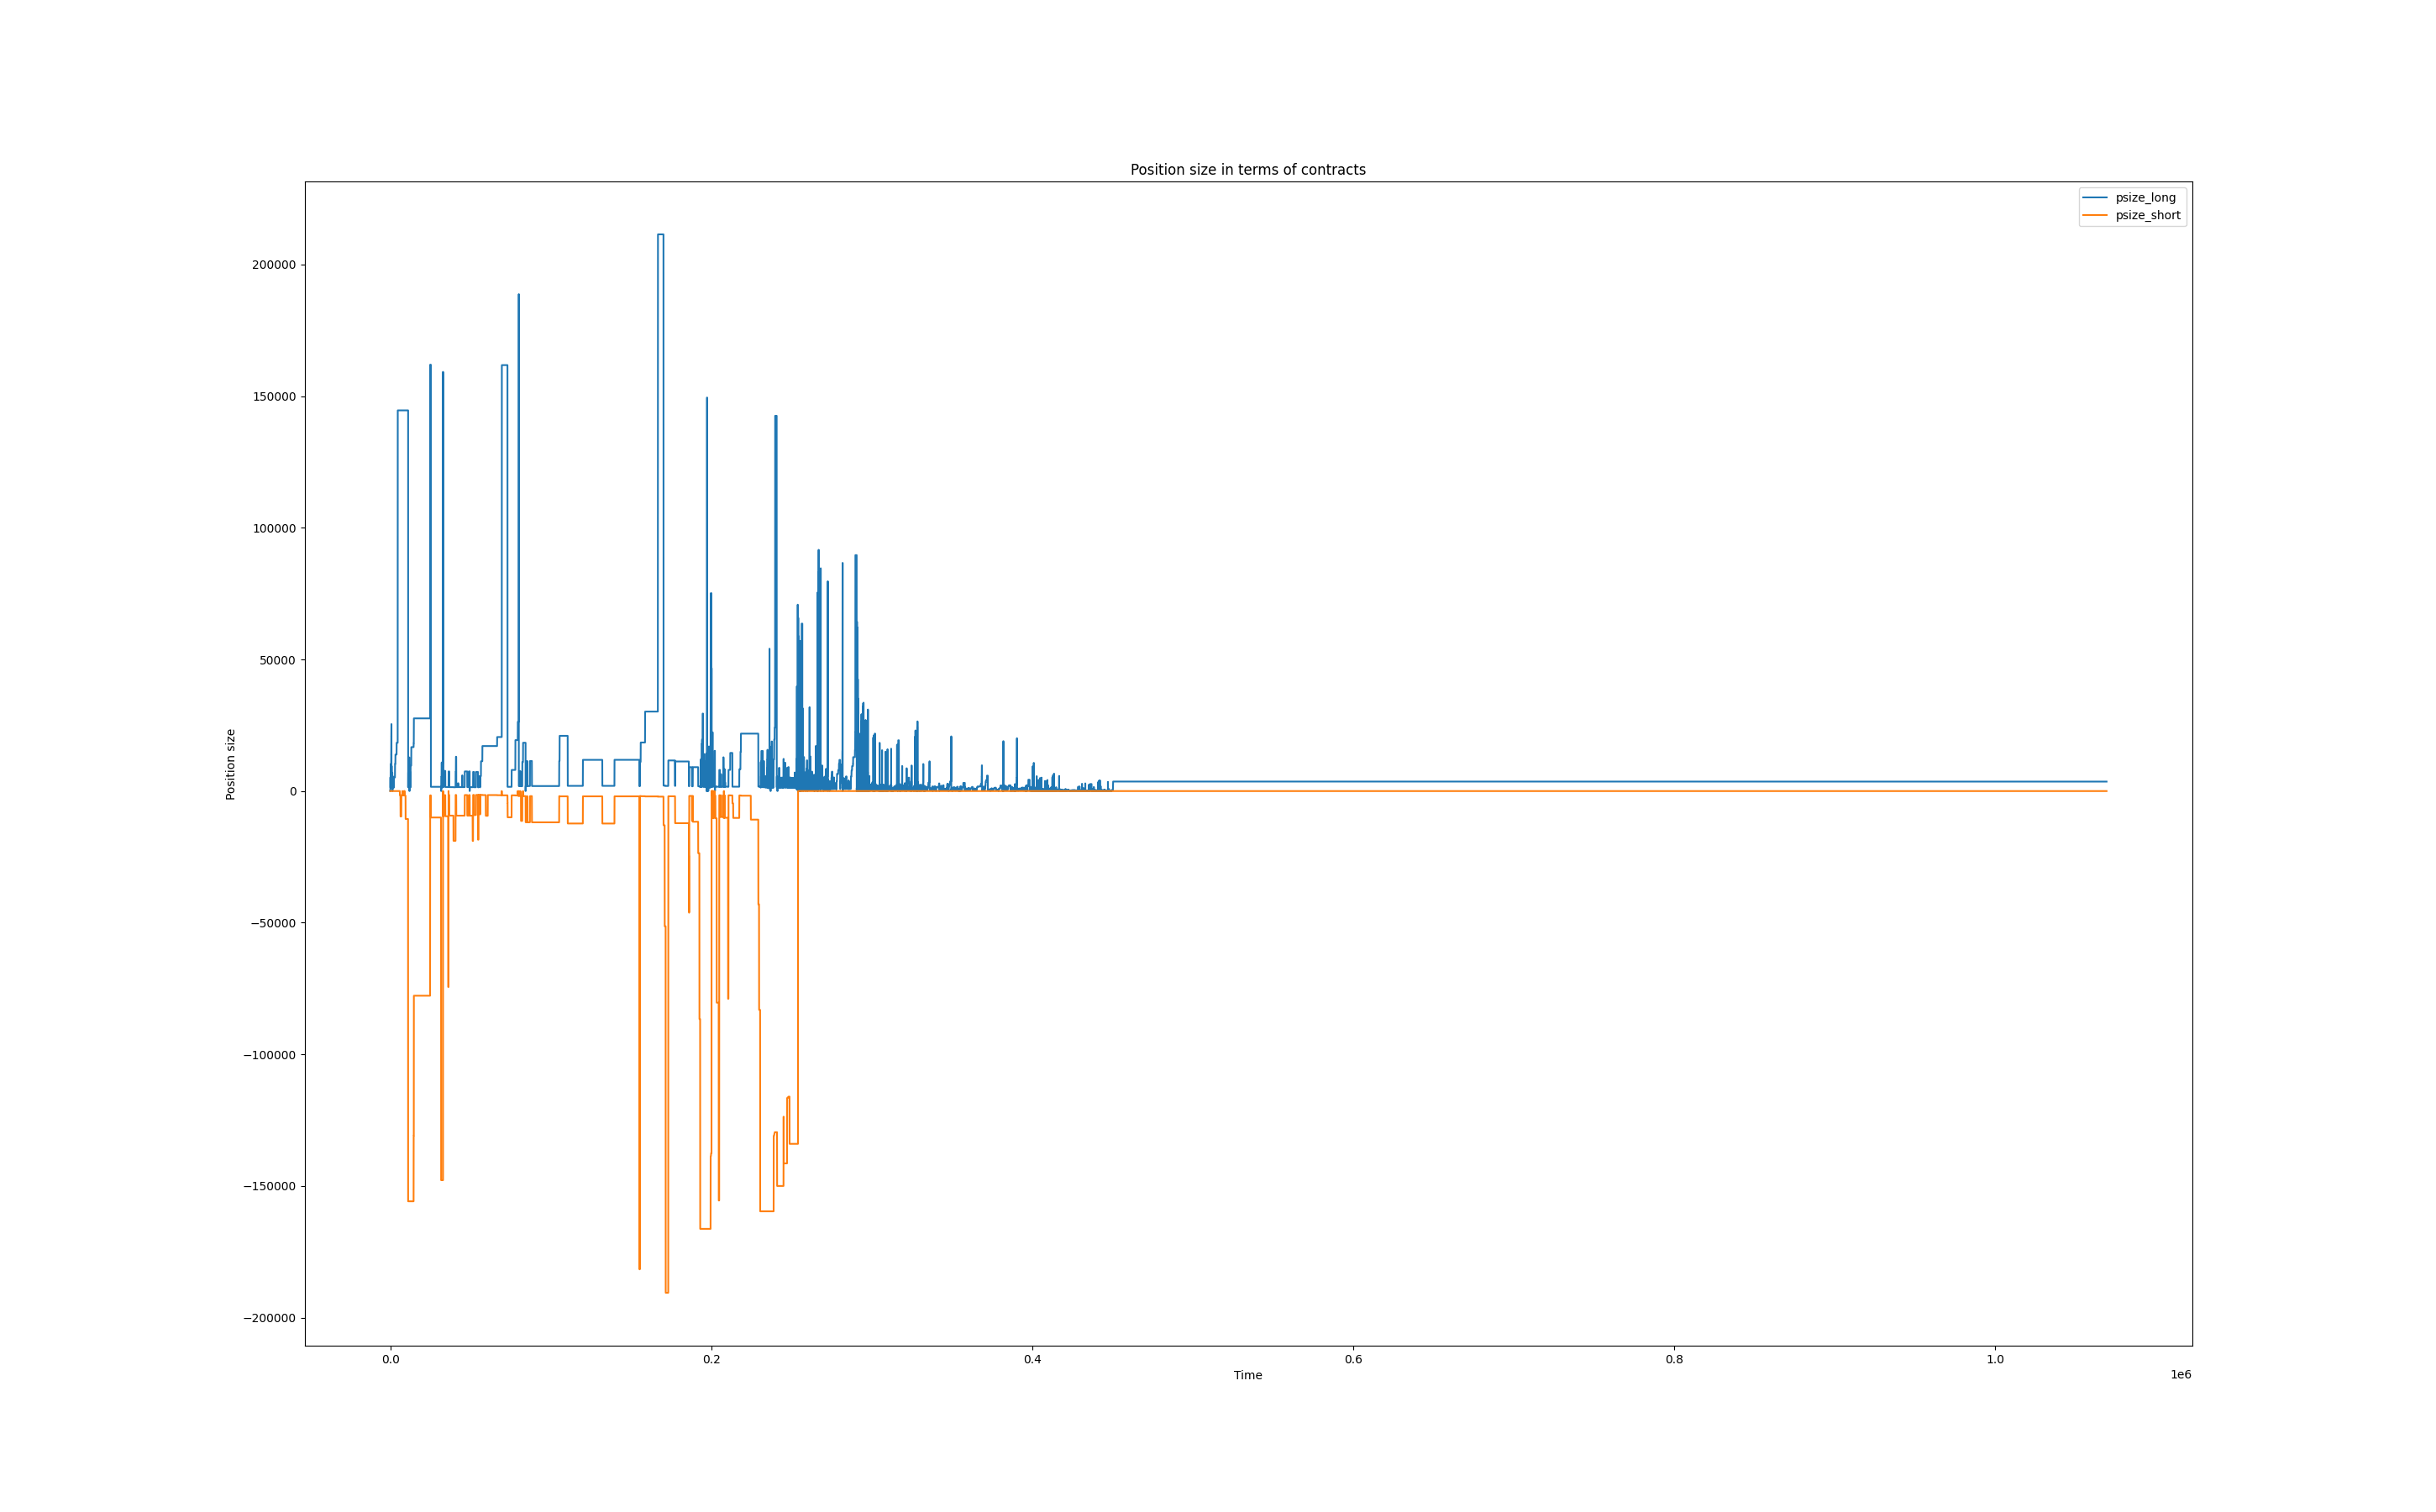 Position size in terms of contracts
psize_long
psize_short
200000
150000
100000
50000
0
−50000
−100000
−150000
−200000
Position size
0.0 0.2 0.4 0.6 0.8 1.0
Time
1e6